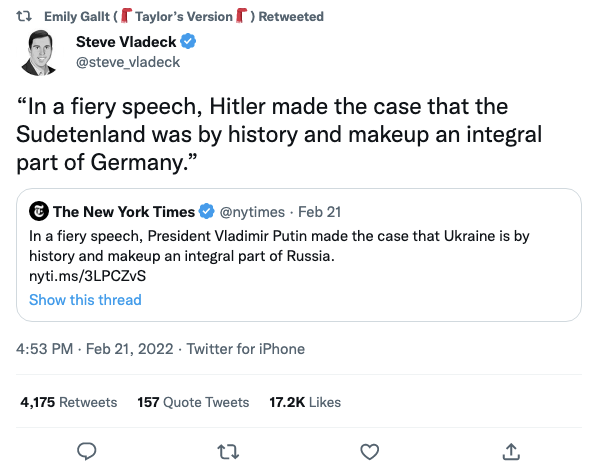 Emily Gallt (🧣Taylor’s Version🧣) Retweeted
Steve Vladeck
@steve_vladeck
“In a fiery speech, Hitler made the case that the
Sudetenland was by history and makeup an integral
part of Germany.”
The New York Times @nytimes · Feb 21
In a fiery speech, President Vladimir Putin made the case that Ukraine is by
history and makeup an integral part of Russia.
nyti.ms/3LPCZvS
Show this thread
4:53 PM · Feb 21, 2022 · Twitter for iPhone
4,175 Retweets 157 Quote Tweets 17.2K Likes